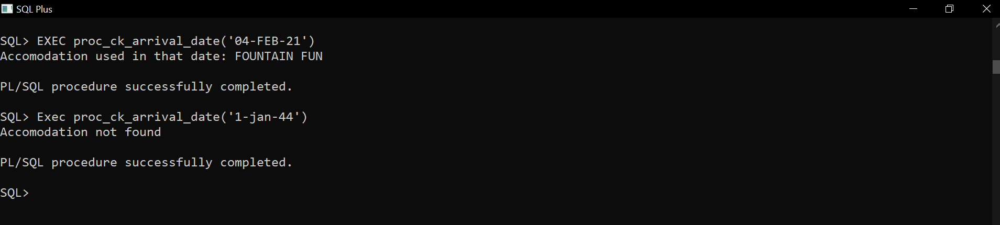 SQL Plus
SQL> EXEC proc_ck_arrival_date('04-FEB-21')
Accomodation used in that date: FOUNTAIN FUN
PL/SQL procedure successfully completed.
SQL> Exec proc_ck_arrival_date('1-jan-44')
Accomodation not found
PL/SQL procedure successfully completed.
SQL>